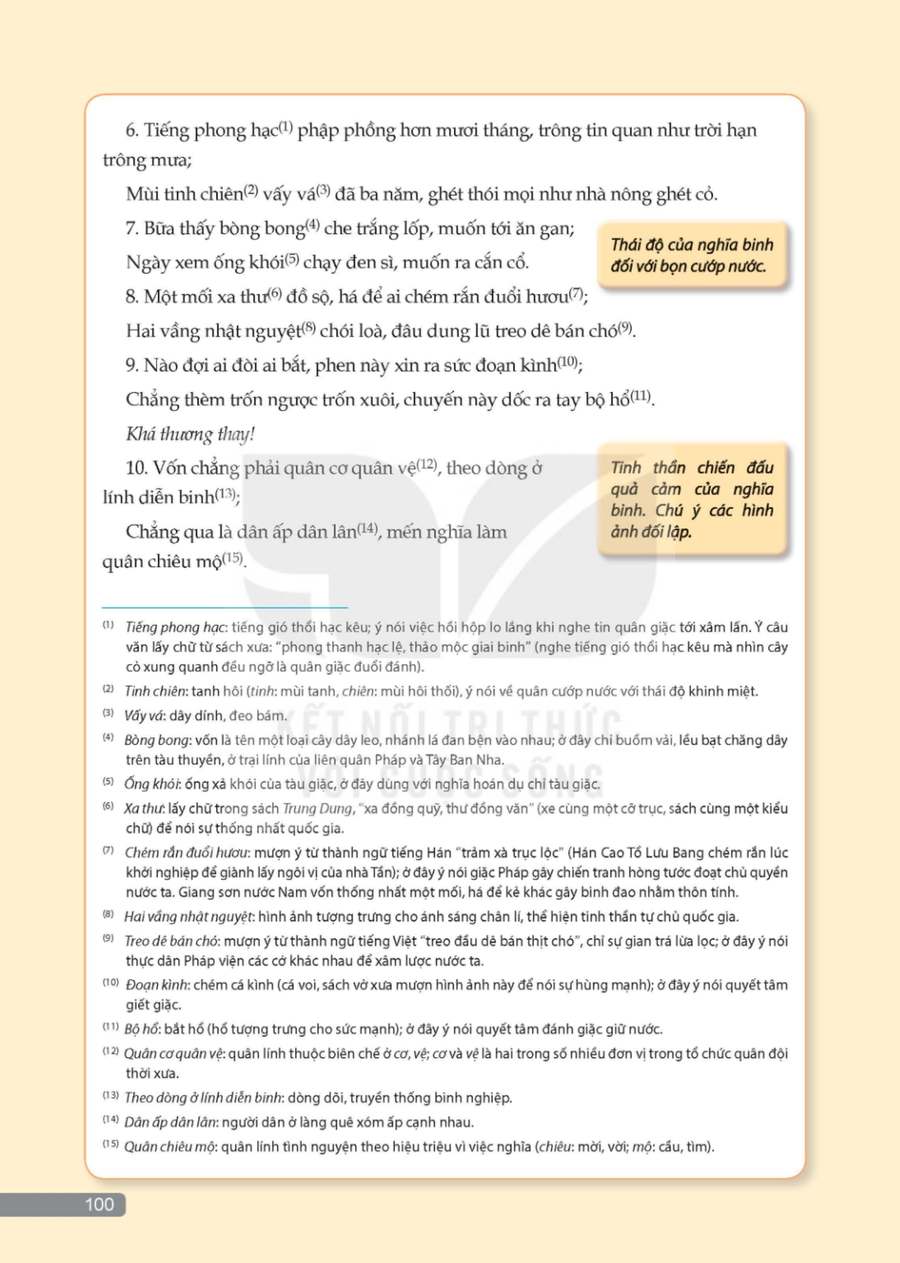 6. Tiếng phong hạc(1) phập phồng hơn mươi tháng, trông tin quan như trời hạn
trông mưa;
Mùi tinh chiên(2) vấy vá(3) đã ba năm, ghét thói mọi như nhà nông ghét cỏ.
7. Bữa thấy bòng bong(4) che trắng lốp, muốn tới ăn gan;
Ngày xem ống khói(5) chạy đen sì, muốn ra cắn cổ.
Thái độ của nghĩa binh
đối với bọn cướp nước.
8. Một mối xa thư(6) đồ sộ, há để ai chém rắn đuổi hươu(7);
Hai vầng nhật nguyệt(8) chói loà, đâu dung lũ treo dê bán chó(9).
9. Nào đợi ai đòi ai bắt, phen này xin ra sức đoạn kình(10);
Chẳng thèm trốn ngược trốn xuôi, chuyến này dốc ra tay bộ hổ(11).
Khá thương thay!
10. Vốn chẳng phải quân cơ quân vệ(12), theo dòng ở
lính diễn binh(13);
Chẳng qua là dân ấp dân lân(14), mến nghĩa làm
quân chiêu mộ(15).
Tinh thần chiến đấu
quả cảm của nghĩa
binh. Chú ý các hình
ảnh đối lập.
(1) Tiếng phong hạc: tiếng gió thổi hạc kêu; ý nói việc hồi hộp lo lắng khi nghe tin quân giặc tới xâm lấn. Ý câu
văn lấy chữ từ sách xưa: “phong thanh hạc lệ, thảo mộc giai binh” (nghe tiếng gió thổi hạc kêu mà nhìn cây
cỏ xung quanh đều ngỡ là quân giặc đuổi đánh).
(2) Tinh chiên: tanh hôi (tinh: mùi tanh, chiên: mùi hôi thối), ý nói về quân cướp nước với thái độ khinh miệt.
(3) Vấy vá: dây dính, đeo bám.
(4) Bòng bong: vốn là tên một loại cây dây leo, nhánh lá đan bện vào nhau; ở đây chỉ buồm vải, lều bạt chăng dây
trên tàu thuyền, ở trại lính của liên quân Pháp và Tây Ban Nha.
(5) Ống khói: ống xả khói của tàu giặc, ở đây dùng với nghĩa hoán dụ chỉ tàu giặc.
(6) Xa thư: lấy chữ trong sách Trung Dung, “xa đồng quỹ, thư đồng văn” (xe cùng một cỡ trục, sách cùng một kiểu
chữ) để nói sự thống nhất quốc gia.
(7) Chém rắn đuổi hươu: mượn ý từ thành ngữ tiếng Hán “trảm xà trục lộc” (Hán Cao Tổ Lưu Bang chém rắn lúc
khởi nghiệp để giành lấy ngôi vị của nhà Tần); ở đây ý nói giặc Pháp gây chiến tranh hòng tước đoạt chủ quyền
nước ta. Giang sơn nước Nam vốn thống nhất một mối, há để kẻ khác gây binh đao nhằm thôn tính.
(8) Hai vầng nhật nguyệt: hình ảnh tượng trưng cho ánh sáng chân lí, thể hiện tinh thần tự chủ quốc gia.
(9) Treo dê bán chó: mượn ý từ thành ngữ tiếng Việt “treo đầu dê bán thịt chó”, chỉ sự gian trá lừa lọc; ở đây ý nói
thực dân Pháp viện các cớ khác nhau để xâm lược nước ta.
(10) Đoạn kình: chém cá kình (cá voi, sách vở xưa mượn hình ảnh này để nói sự hùng mạnh); ở đây ý nói quyết tâm
giết giặc.
(11) Bộ hổ: bắt hổ (hổ tượng trưng cho sức mạnh); ở đây ý nói quyết tâm đánh giặc giữ nước.
(12) Quân cơ quân vệ: quân lính thuộc biên chế ở cơ, vệ; cơ và vệ là hai trong số nhiều đơn vị trong tổ chức quân đội
thời xưa.
(13) Theo dòng ở lính diễn binh: dòng dõi, truyền thống binh nghiệp.
(14) Dân ấp dân lân: người dân ở làng quê xóm ấp cạnh nhau.
(15) Quân chiêu mộ: quân lính tình nguyện theo hiệu triệu vì việc nghĩa (chiêu: mời, vời; mộ: cầu, tìm).
KẾT NỐI TRI THỨC
VỚI CUỘC SỐNG
100